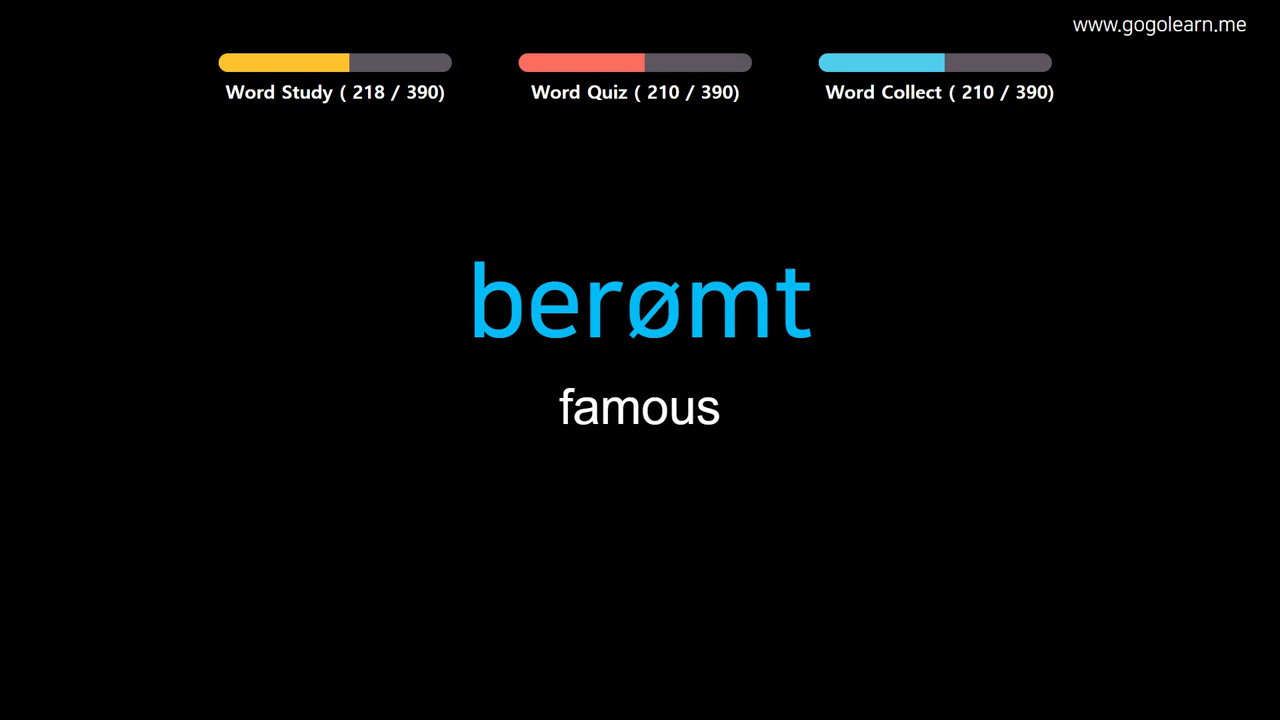 www.gogolearn.me
Word Study ( 218 / 390)
Word Quiz ( 210 / 390)
Word Collect ( 210 / 390)
berømt
famous